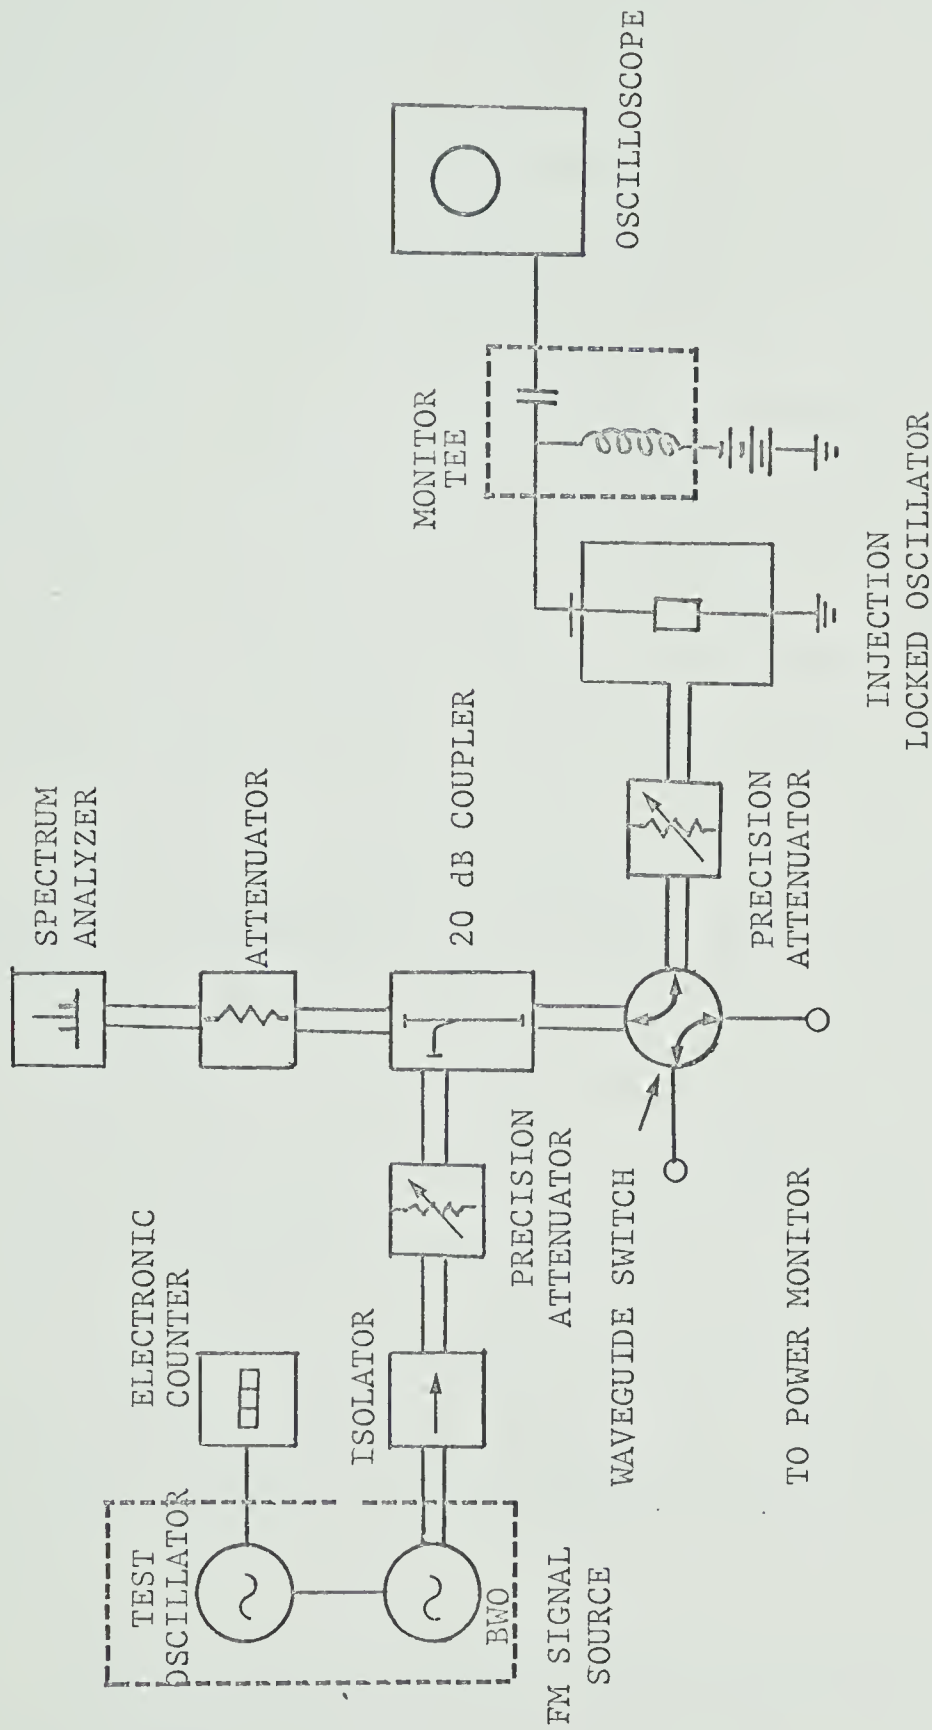 SPECTRUM
ANALYZER
ATTENUATOR
20 dB COUPLER
ELECTRONIC
COUNTER
TEST
OSCILLATOR
BWO
FM SIGNAL
SOURCE
ISOLATOR
PRECISION
ATTENUATOR
WAVEGUIDE SWITCH
TO POWER MONITOR
PRECISION
ATTENUATOR
MONITOR
TEE
OSCILLOSCOPE
INJECTION
LOCKED OSCILLATOR